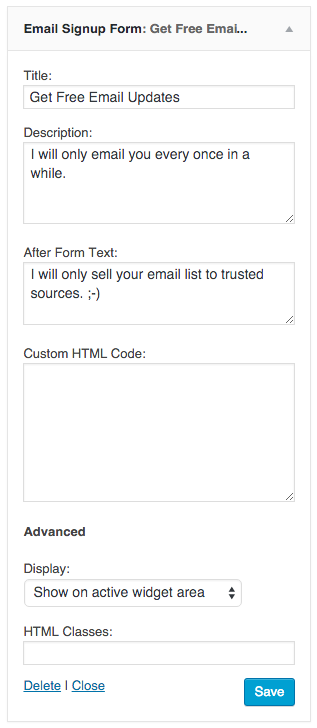 Email Signup Form: Get Free Emai...
Title:
Get Free Email Updates
Description:
I will only email you every once in a
while.
After Form Text:
I will only sell your email list to trusted
sources. ;-)
Custom HTML Code:
Advanced
Display:
Show on active widget area
HTML Classes:
Delete | Close
Save